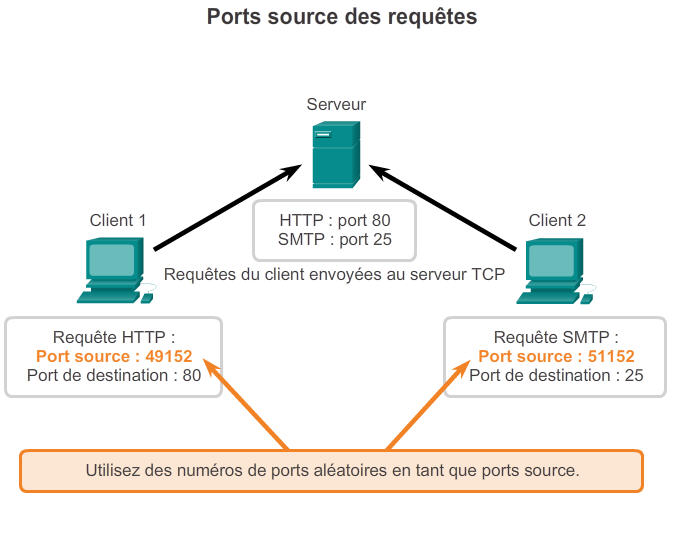 Ports source des requêtes
Serveur
HTTP : port 80
SMTP : port 25
Client 1
Client 2
Requêtes du client envoyées au serveur TCP
Requête HTTP :
Port source : 49152
Port de destination : 80
Requête SMTP :
Port source : 51152
Port de destination : 25
Utilisez des numéros de ports aléatoires en tant que ports source.